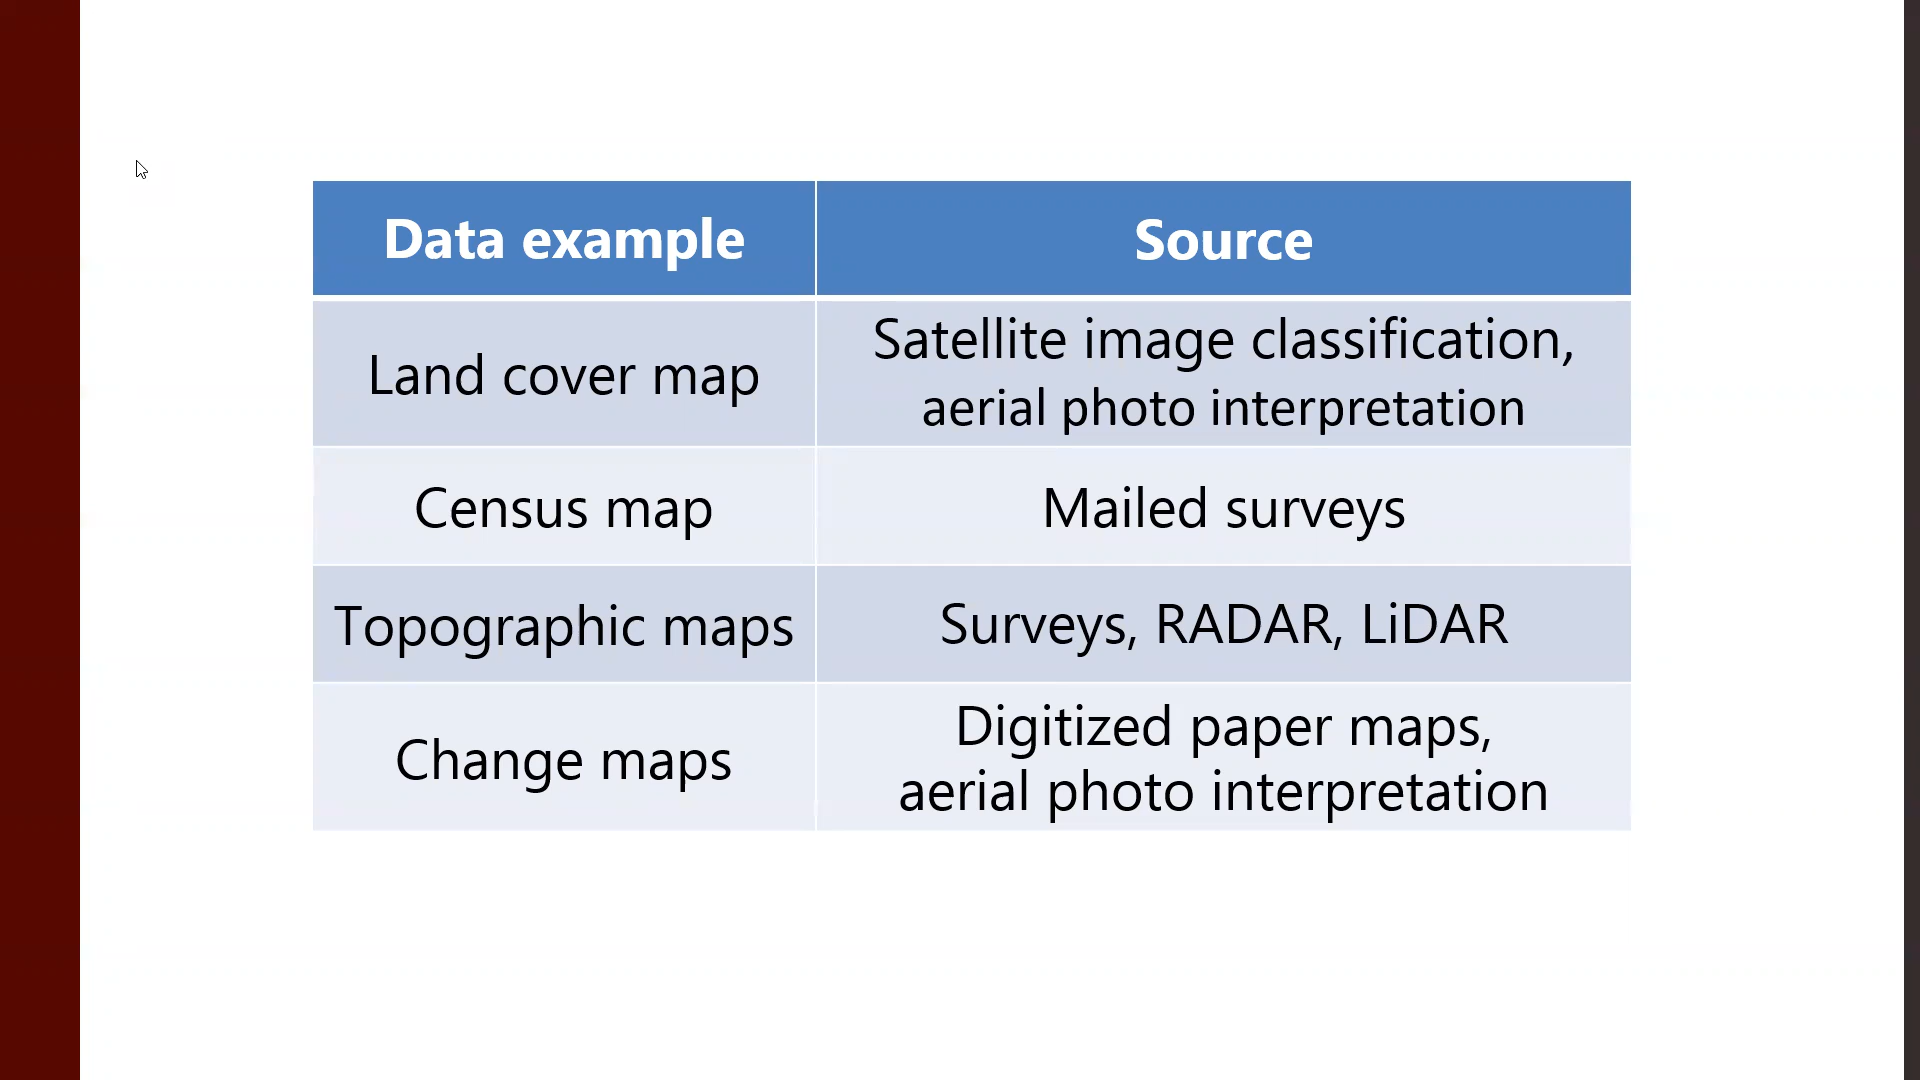 Data example
Source
Land cover map
Satellite image classification,
aerial photo interpretation
Census map
Mailed surveys
Topographic maps
Surveys, RADAR, LiDAR
Change maps
Digitized paper maps,
aerial photo interpretation